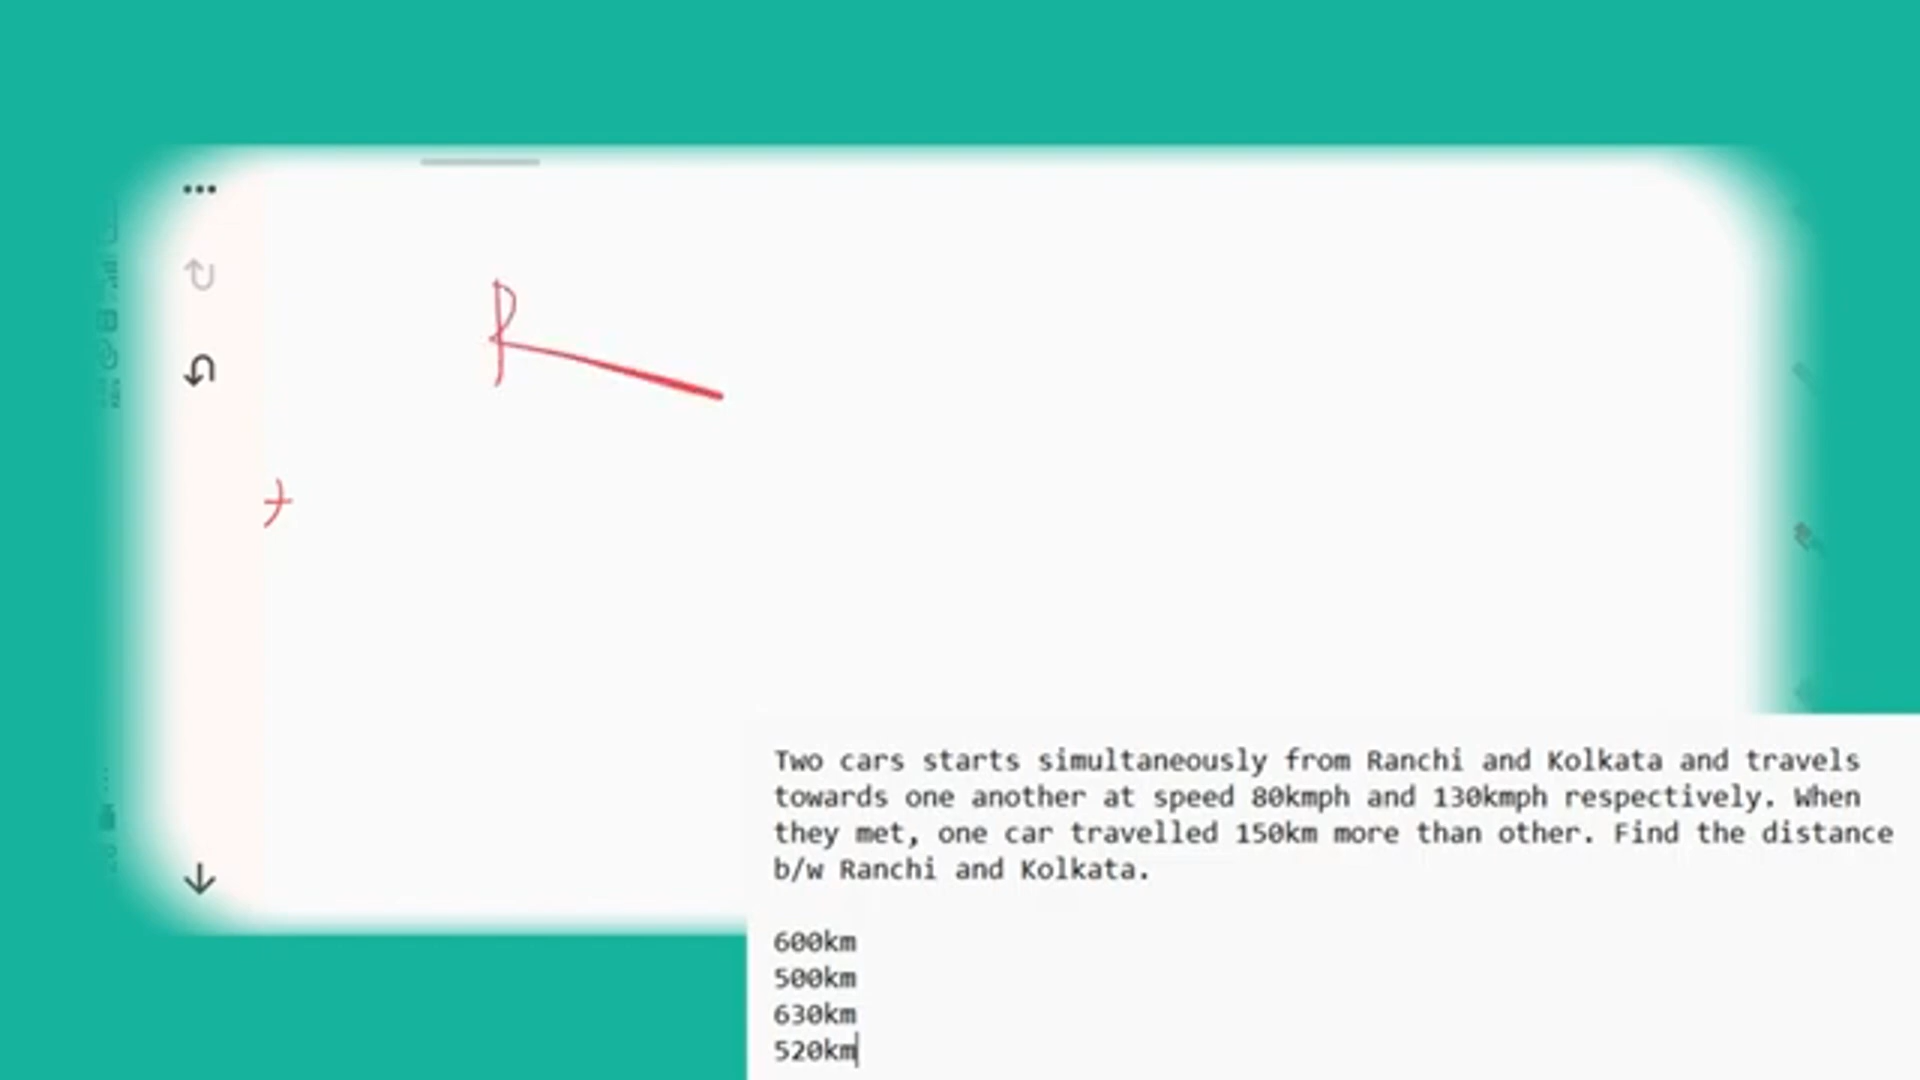 R
Two cars starts simultaneously from Ranchi and Kolkata and travels
towards one another at speed 80kmph and 130kmph respectively. When
they met, one car travelled 150km more than other. Find the distance
b/w Ranchi and Kolkata.
600km
500km
630km
520km